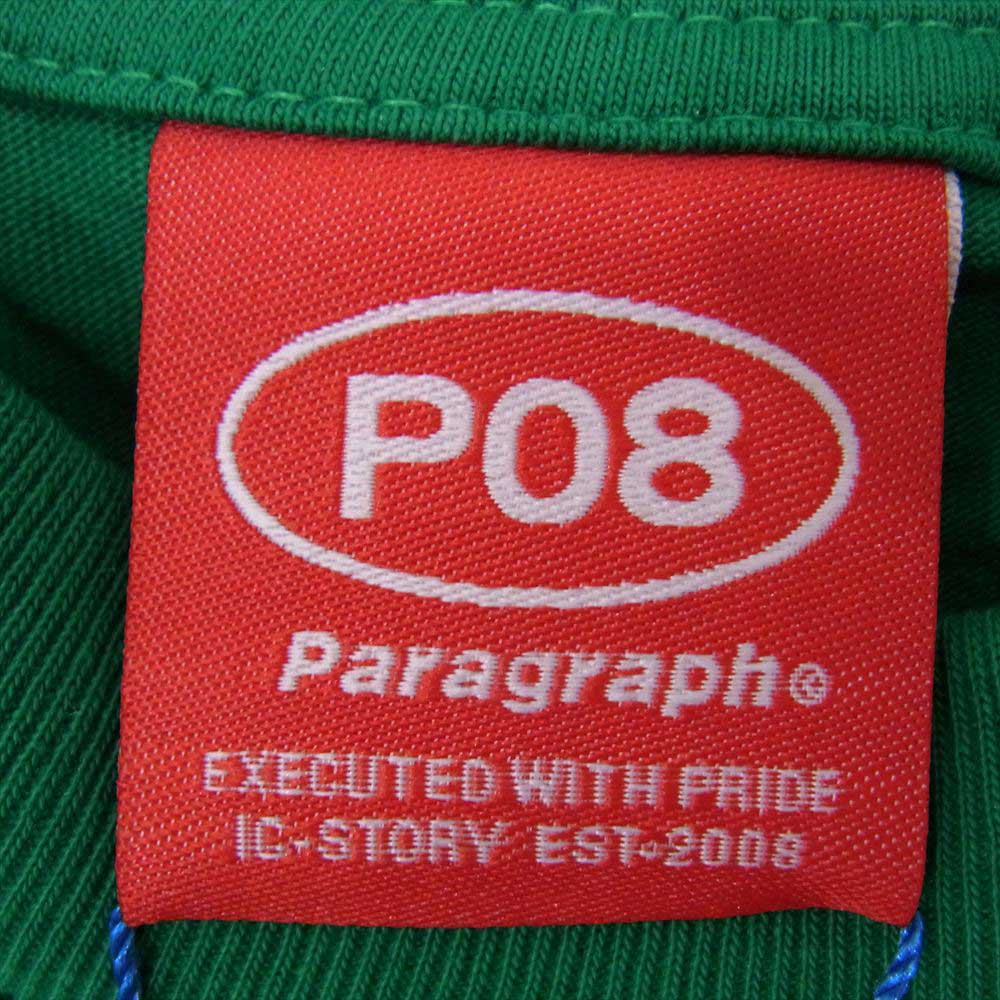 P08
Paragraph®
EXECUTED WITH PRIDE
IC-STORY EST-2008